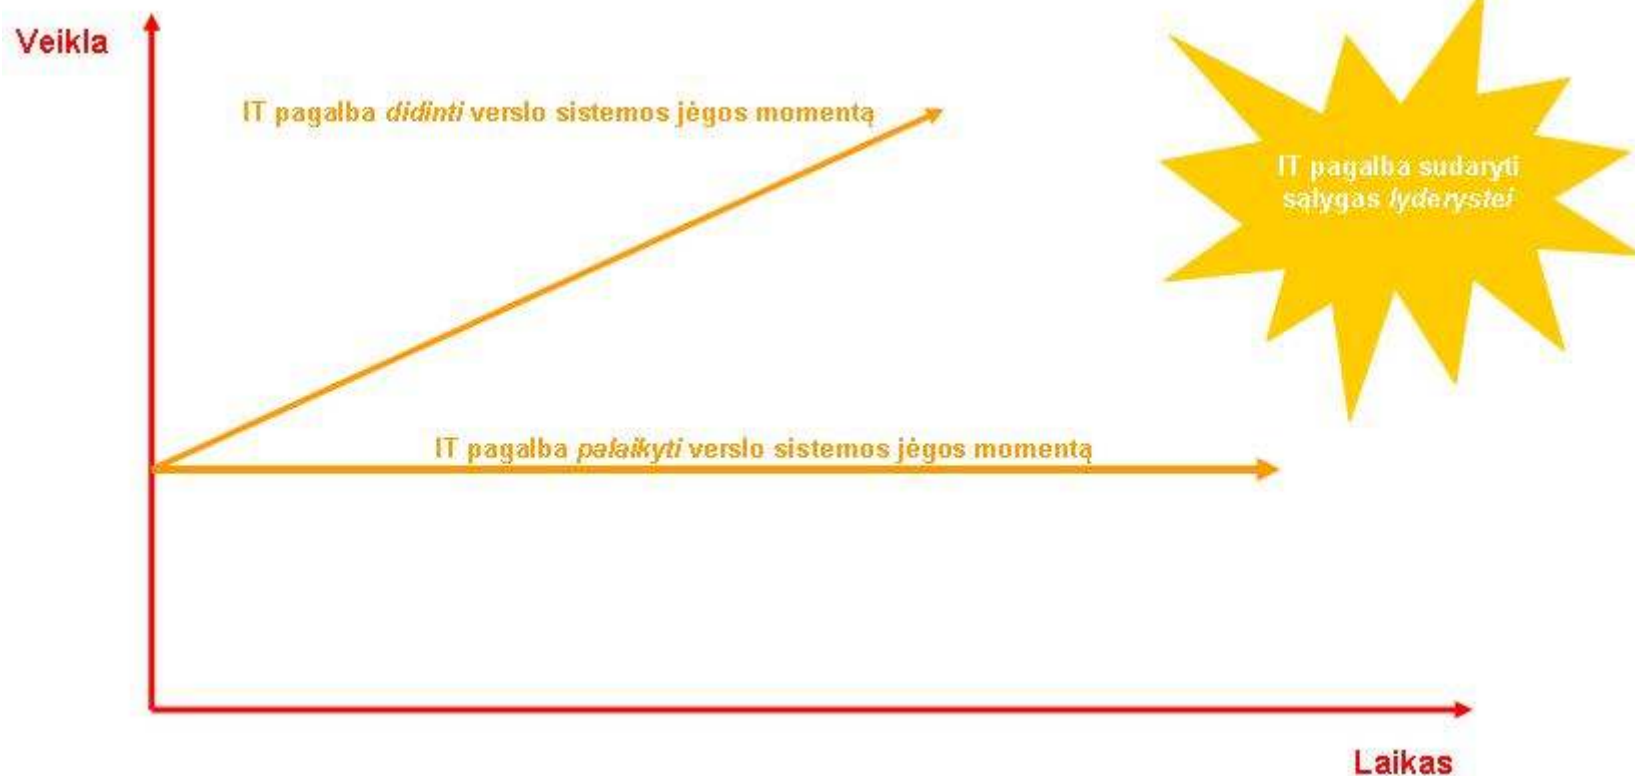 Veikla
IT pagalba didinti verslo sistemos jėgos momentą
IT pagalba sudaryti
sąlygas lyderystei
IT pagalba palaikyti verslo sistemos jėgos momentą
Laikas